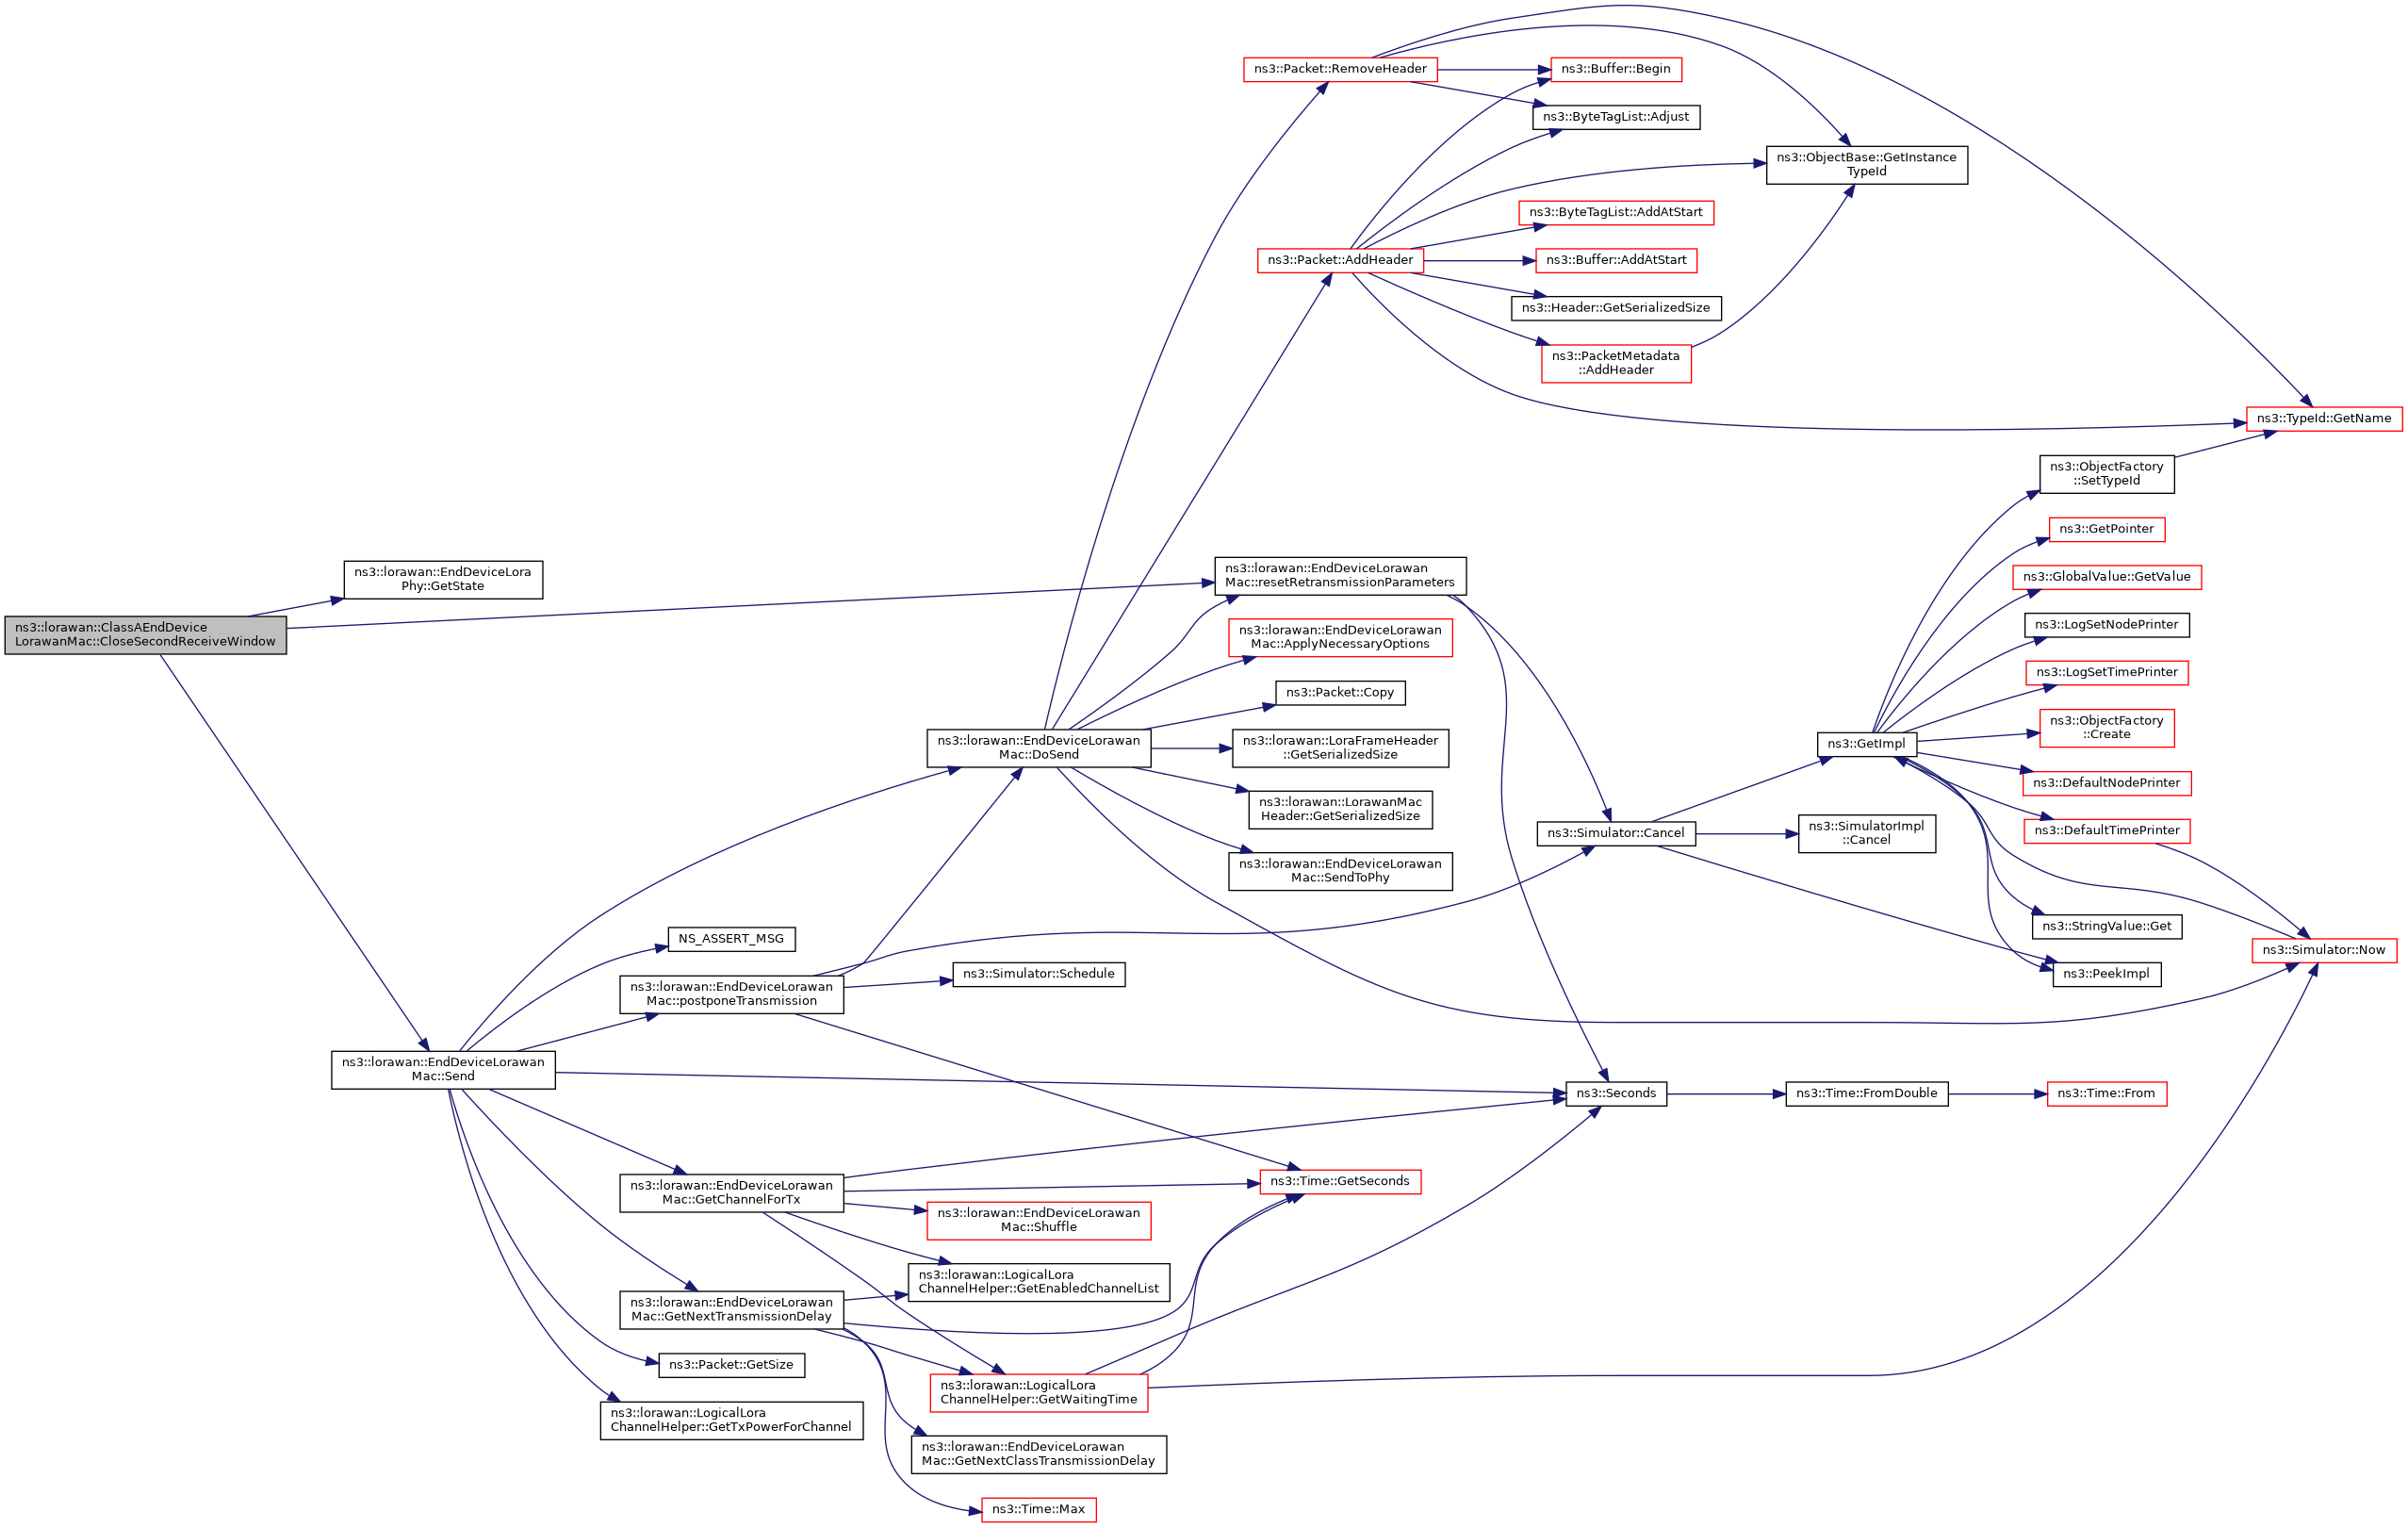 ns3::Packet::RemoveHeader
ns3::Buffer::Begin
ns3::ByteTagList::Adjust
ns3::ObjectBase::GetInstance
TypeId
ns3::ByteTagList::AddAtStart
ns3::Packet::AddHeader
ns3::Buffer::AddAtStart
ns3::Header::GetSerializedSize
ns3::PacketMetadata
::AddHeader
ns3::TypeId::GetName
ns3::ObjectFactory
::SetTypeId
ns3::GetPointer
ns3::lorawan::EndDeviceLora
Phy::GetState
ns3::lorawan::EndDeviceLorawan
Mac::resetRetransmissionParameters
ns3::GlobalValue::GetValue
ns3::lorawan::ClassAEndDevice
LorawanMac::CloseSecondReceiveWindow
ns3::lorawan::EndDeviceLorawan
Mac::ApplyNecessaryOptions
ns3::LogSetNodePrinter
ns3::LogSetTimePrinter
ns3::Packet::Copy
ns3::ObjectFactory
::Create
ns3::lorawan::EndDeviceLorawan
Mac::DoSend
ns3::lorawan::LoraFrameHeader
::GetSerializedSize
ns3::GetImpl
ns3::DefaultNodePrinter
ns3::lorawan::LorawanMac
Header::GetSerializedSize
ns3::Simulator::Cancel
ns3::SimulatorImpl
::Cancel
ns3::DefaultTimePrinter
ns3::lorawan::EndDeviceLorawan
Mac::SendToPhy
ns3::StringValue::Get
NS_ASSERT_MSG
ns3::Simulator::Now
ns3::Simulator::Schedule
ns3::PeekImpl
ns3::lorawan::EndDeviceLorawan
Mac::postponeTransmission
ns3::lorawan::EndDeviceLorawan
Mac::Send
ns3::Seconds
ns3::Time::FromDouble
ns3::Time::From
ns3::lorawan::EndDeviceLorawan
Mac::GetChannelForTx
ns3::Time::GetSeconds
ns3::lorawan::EndDeviceLorawan
Mac::Shuffle
ns3::lorawan::LogicalLora
ChannelHelper::GetEnabledChannelList
ns3::lorawan::EndDeviceLorawan
Mac::GetNextTransmissionDelay
ns3::Packet::GetSize
ns3::lorawan::LogicalLora
ChannelHelper::GetWaitingTime
ns3::lorawan::LogicalLora
ChannelHelper::GetTxPowerForChannel
ns3::lorawan::EndDeviceLorawan
Mac::GetNextClassTransmissionDelay
ns3::Time::Max